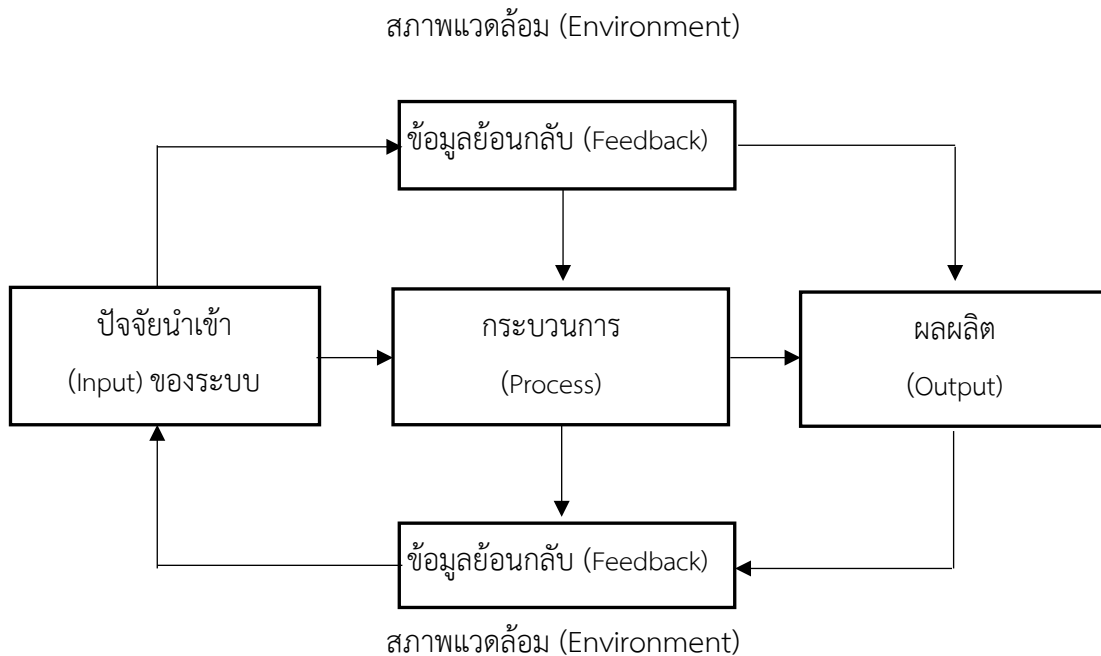 สภาพแวดล้อม (Environment)
ข้อมูลย้อนกลับ (Feedback)
ปัจจัยนำเข้า
(Input) ของระบบ
กระบวนการ
(Process)
ผลผลิต
(Output)
ข้อมูลย้อนกลับ (Feedback)
สภาพแวดล้อม (Environment)